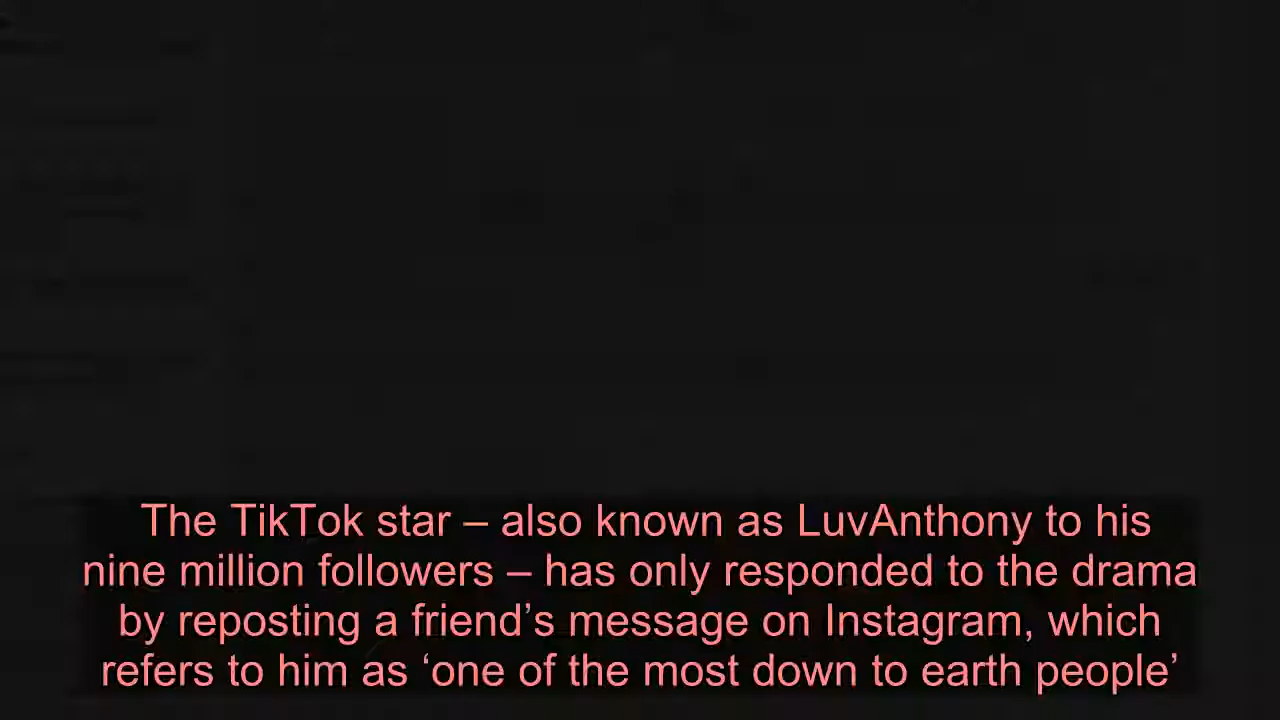 The TikTok star – also known as LuvAnthony to his
nine million followers – has only responded to the drama
by reposting a friend’s message on Instagram, which
refers to him as ‘one of the most down to earth people’